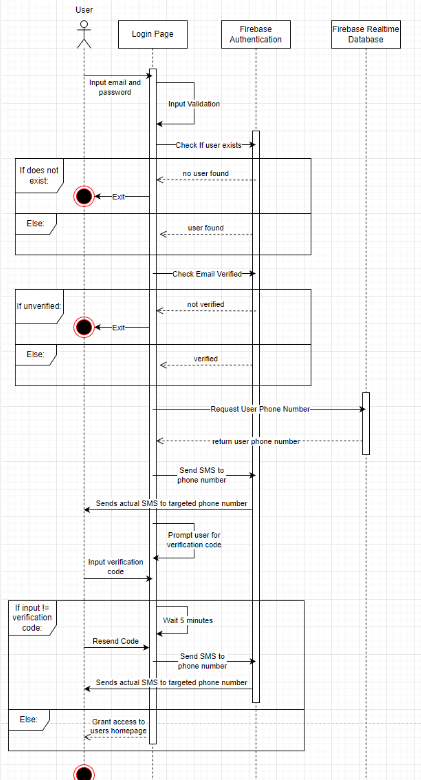 User
Login Page
Firebase
Authentication
Firebase Realtime
Database
Input email and
password
Input Validation
Check If user exists
If does not
exist:
no user found
Exit
Else:
user found
Check Email Verified
If unverified:
not verified
Exit
Else:
verified
Request User Phone Number
return user phone number
Send SMS to
phone number
Sends actual SMS to targeted phone number
Prompt user for
verification code
Input verification
code
If input !=
verification
code:
Wait 5 minutes
Resend Code
Send SMS to
phone number
Sends actual SMS to targeted phone number
Else:
Grant access to
users homepage